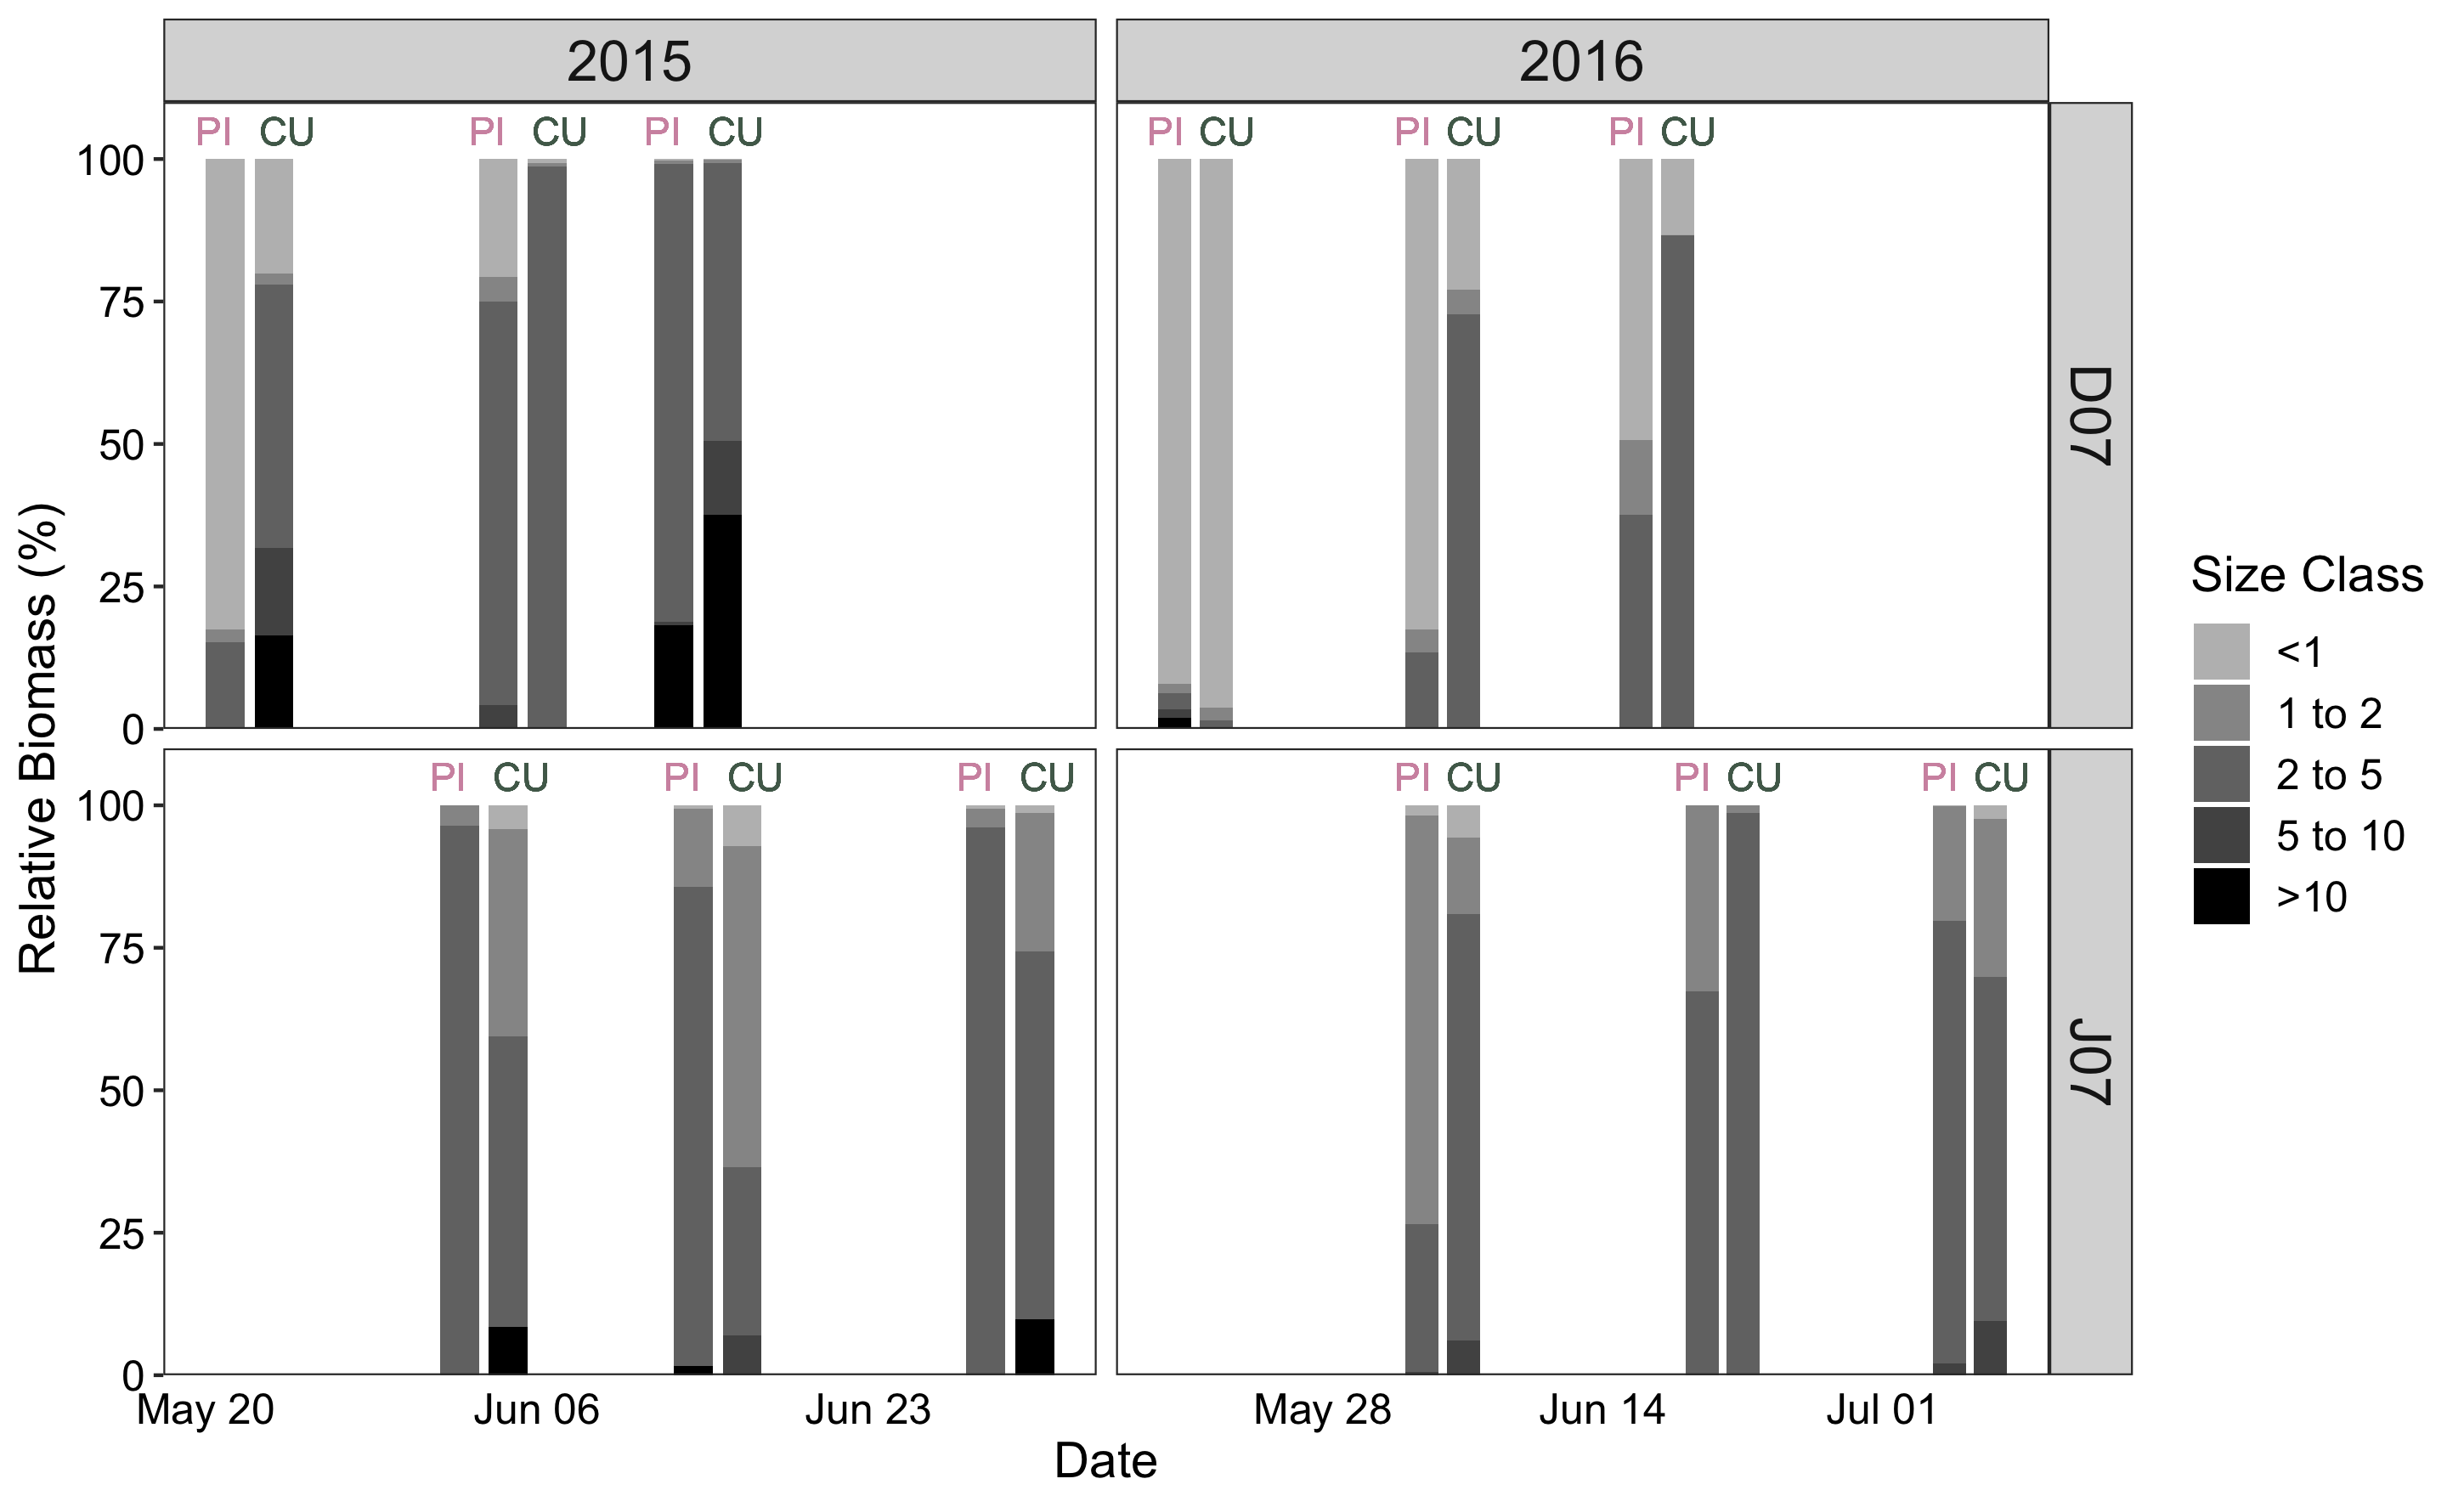 2015
2016
PI CU PI CU PI CU
PI CU PI CU PI CU
100
75
50
25
0
D07
Relative Biomass (%)
PI CU PI CU PI CU
PI CU PI CU PI CU
100
75
50
25
0
J07
May 20 Jun 06 Jun 23
May 28 Jun 14 Jul 01
Date
Size Class
<1
1 to 2
2 to 5
5 to 10
>10